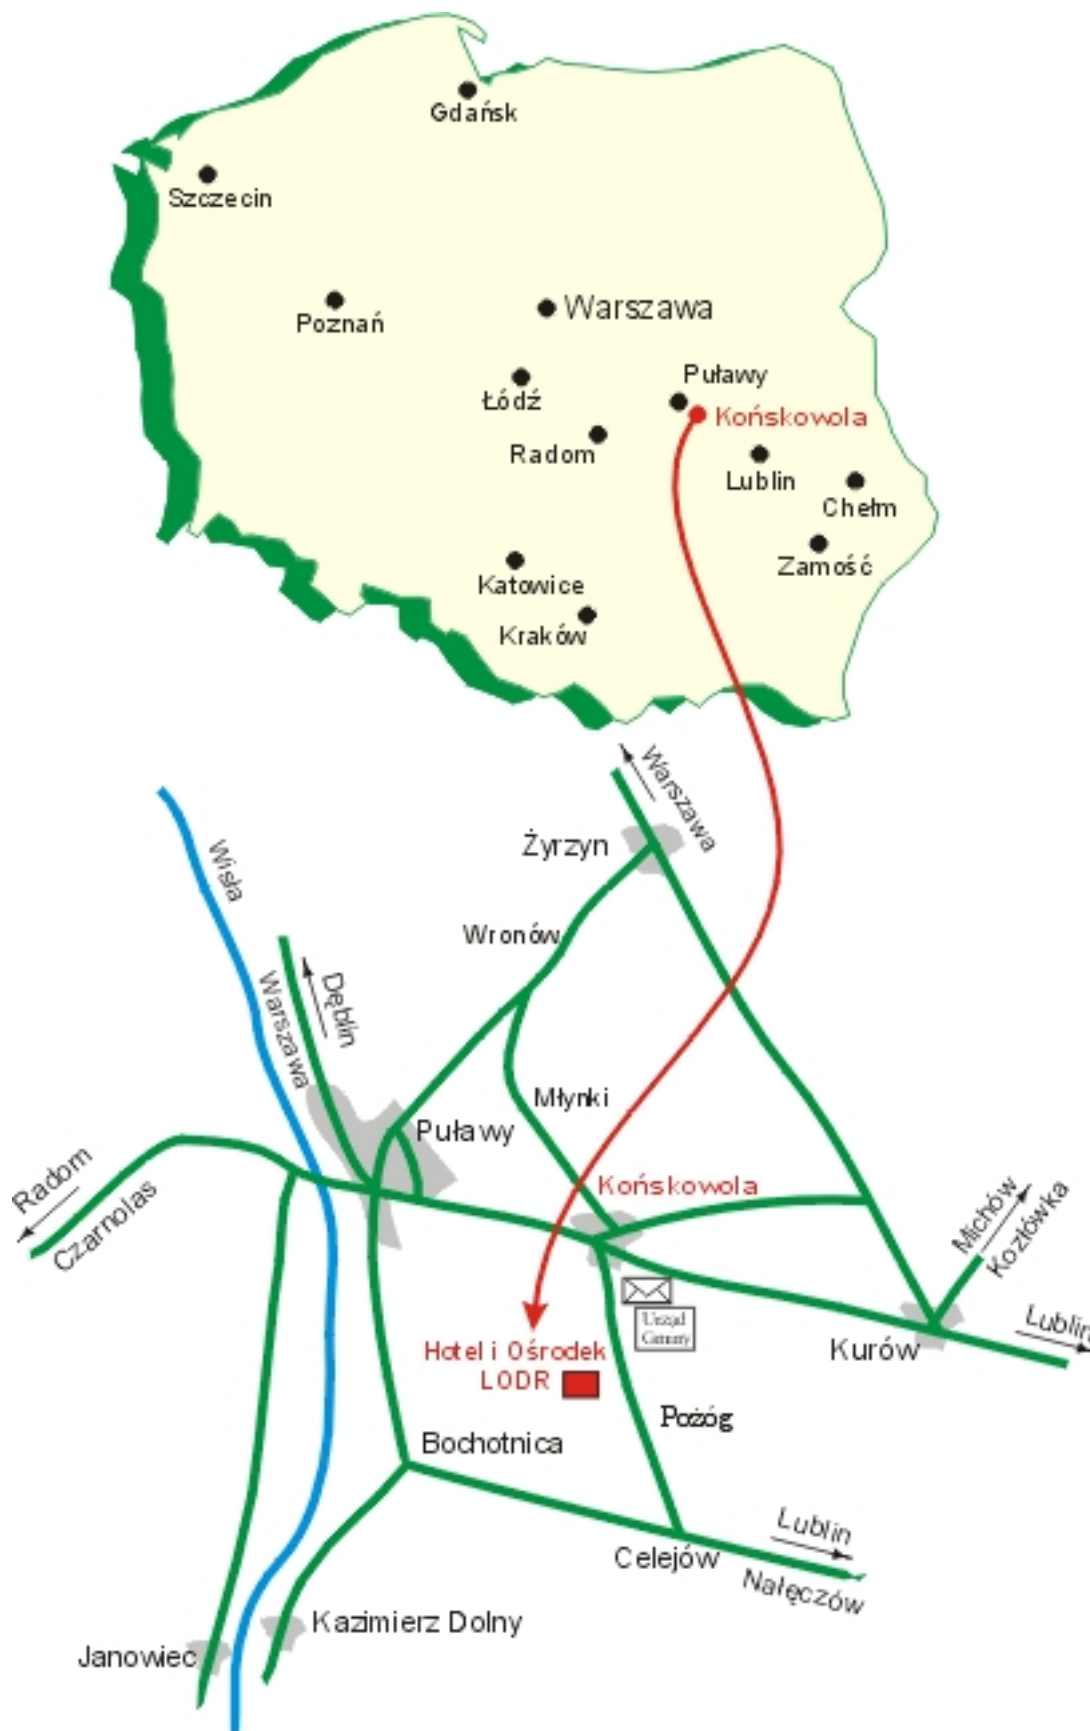 Gdańsk
Szczecin
Poznań
Warszawa
Łódź
Puławy
Końskowola
Radom
Lublin
Chełm
Zamość
Katowice
Kraków
Warszawa
Żyrzyn
Wisła
Wronów
Dęblin
Warszawa
Młynki
Puławy
Końskowola
Radom
Czarnolas
Michów
Kozłówka
Urząd
Gminy
Lublin
Kurów
Hotel i Ośrodek
LODR
Pożóg
Bochotnica
Lublin
Celejów
Nałęczów
Kazimierz Dolny
Janowiec